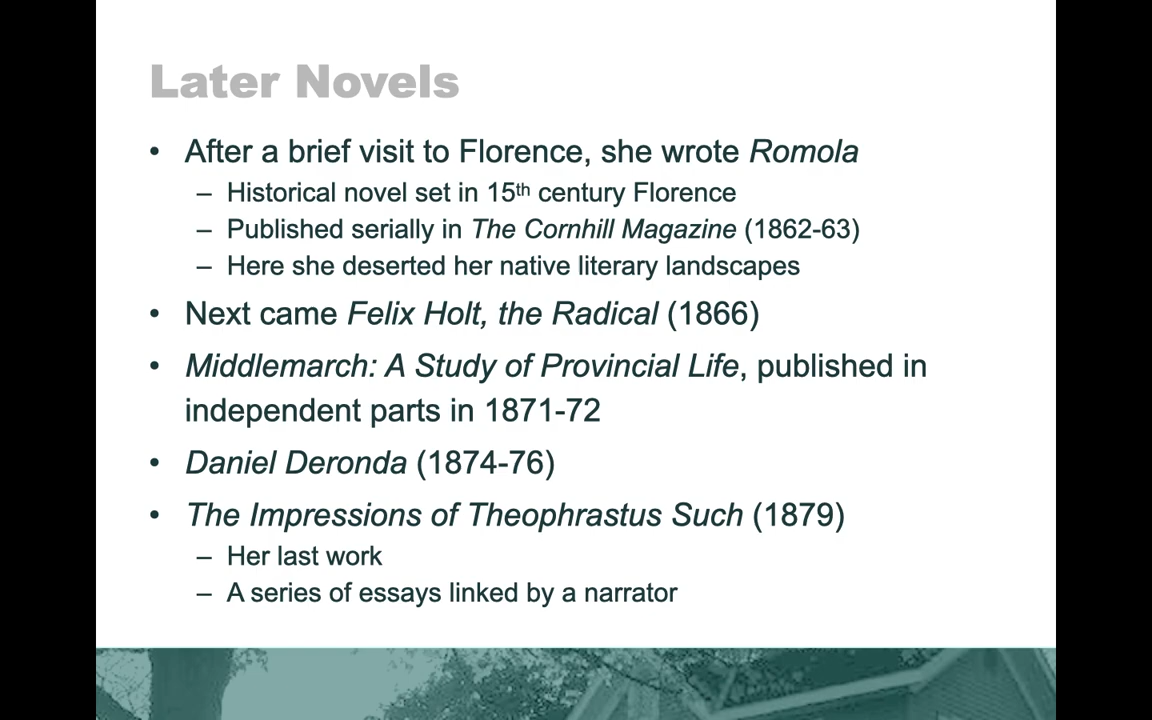 Later Novels
• After a brief visit to Florence, she wrote Romola
– Historical novel set in 15th century Florence
– Published serially in The Cornhill Magazine (1862-63)
– Here she deserted her native literary landscapes
• Next came Felix Holt, the Radical (1866)
• Middlemarch: A Study of Provincial Life, published in
independent parts in 1871-72
• Daniel Deronda (1874-76)
• The Impressions of Theophrastus Such (1879)
– Her last work
– A series of essays linked by a narrator